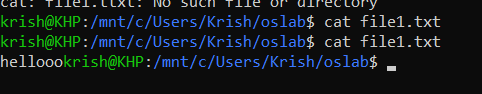 cat: file1.txt: No such file or directory
krish@KHP:/mnt/c/Users/Krish/oslab$ cat file1.txt
krish@KHP:/mnt/c/Users/Krish/oslab$ cat file1.txt
helloookrish@KHP:/mnt/c/Users/Krish/oslab$